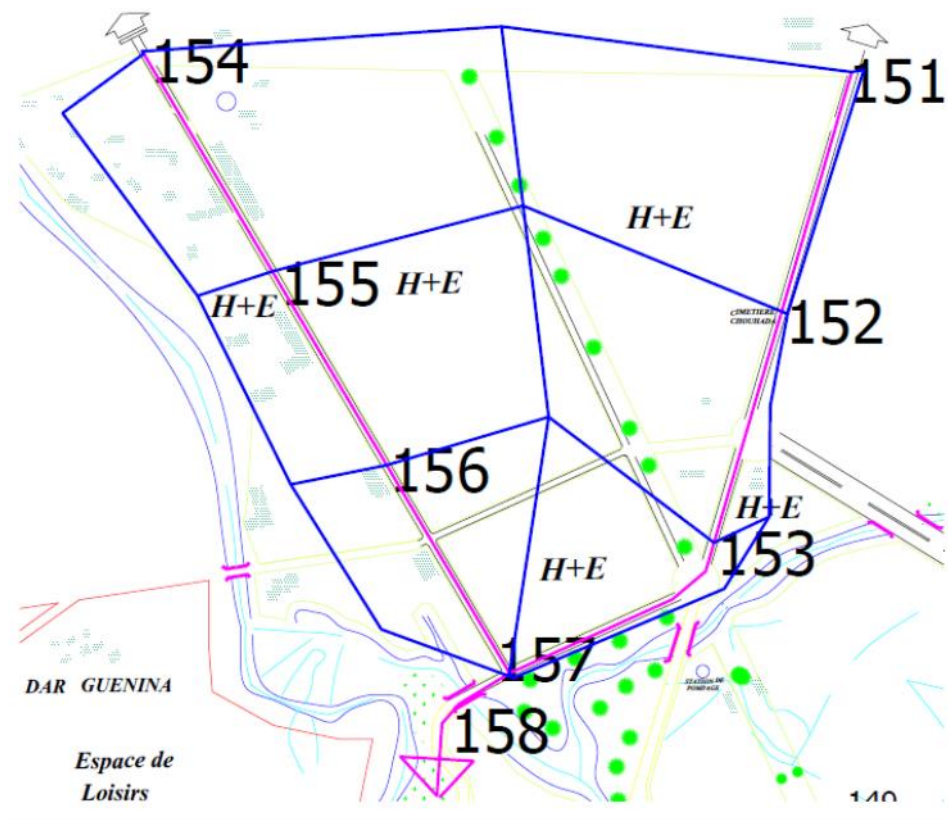 154
151
H+E
155
H+E
H+E
CIMETIERE
CHOUHADA
152
156
H+E
H+E
153
157
STATION DE
POMPAGE
DAR GUENINA
158
Espace de
Loisirs